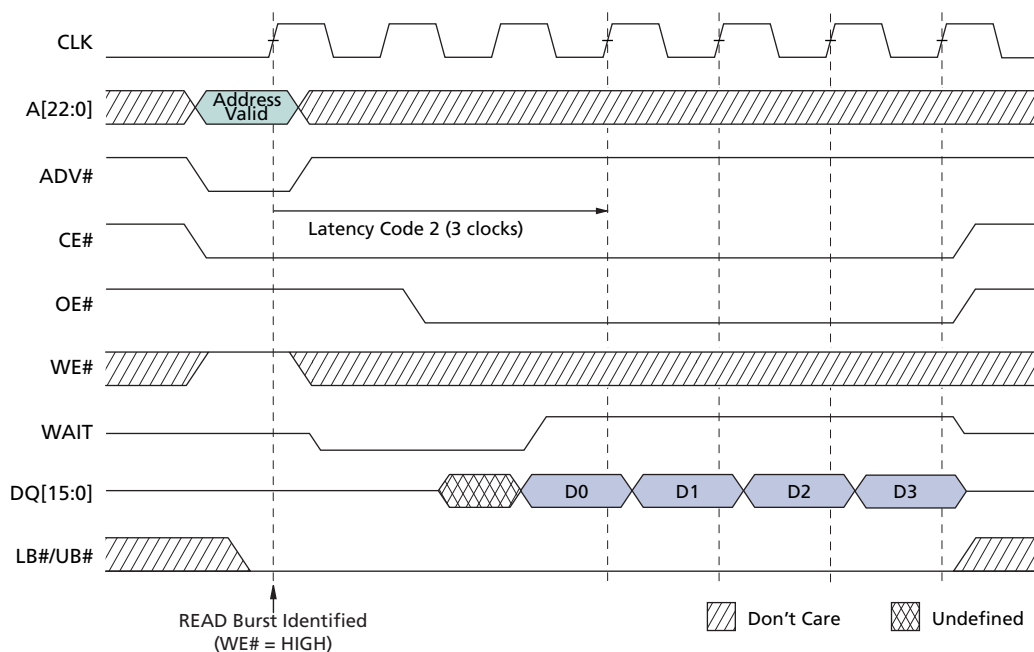 CLK
A[22:0]
Address
Valid
ADV#
Latency Code 2 (3 clocks)
CE#
OE#
WE#
WAIT
DQ[15:0]
D0 D1 D2 D3
LB#/UB#
READ Burst Identified
(WE# = HIGH)
Don't Care Undefined